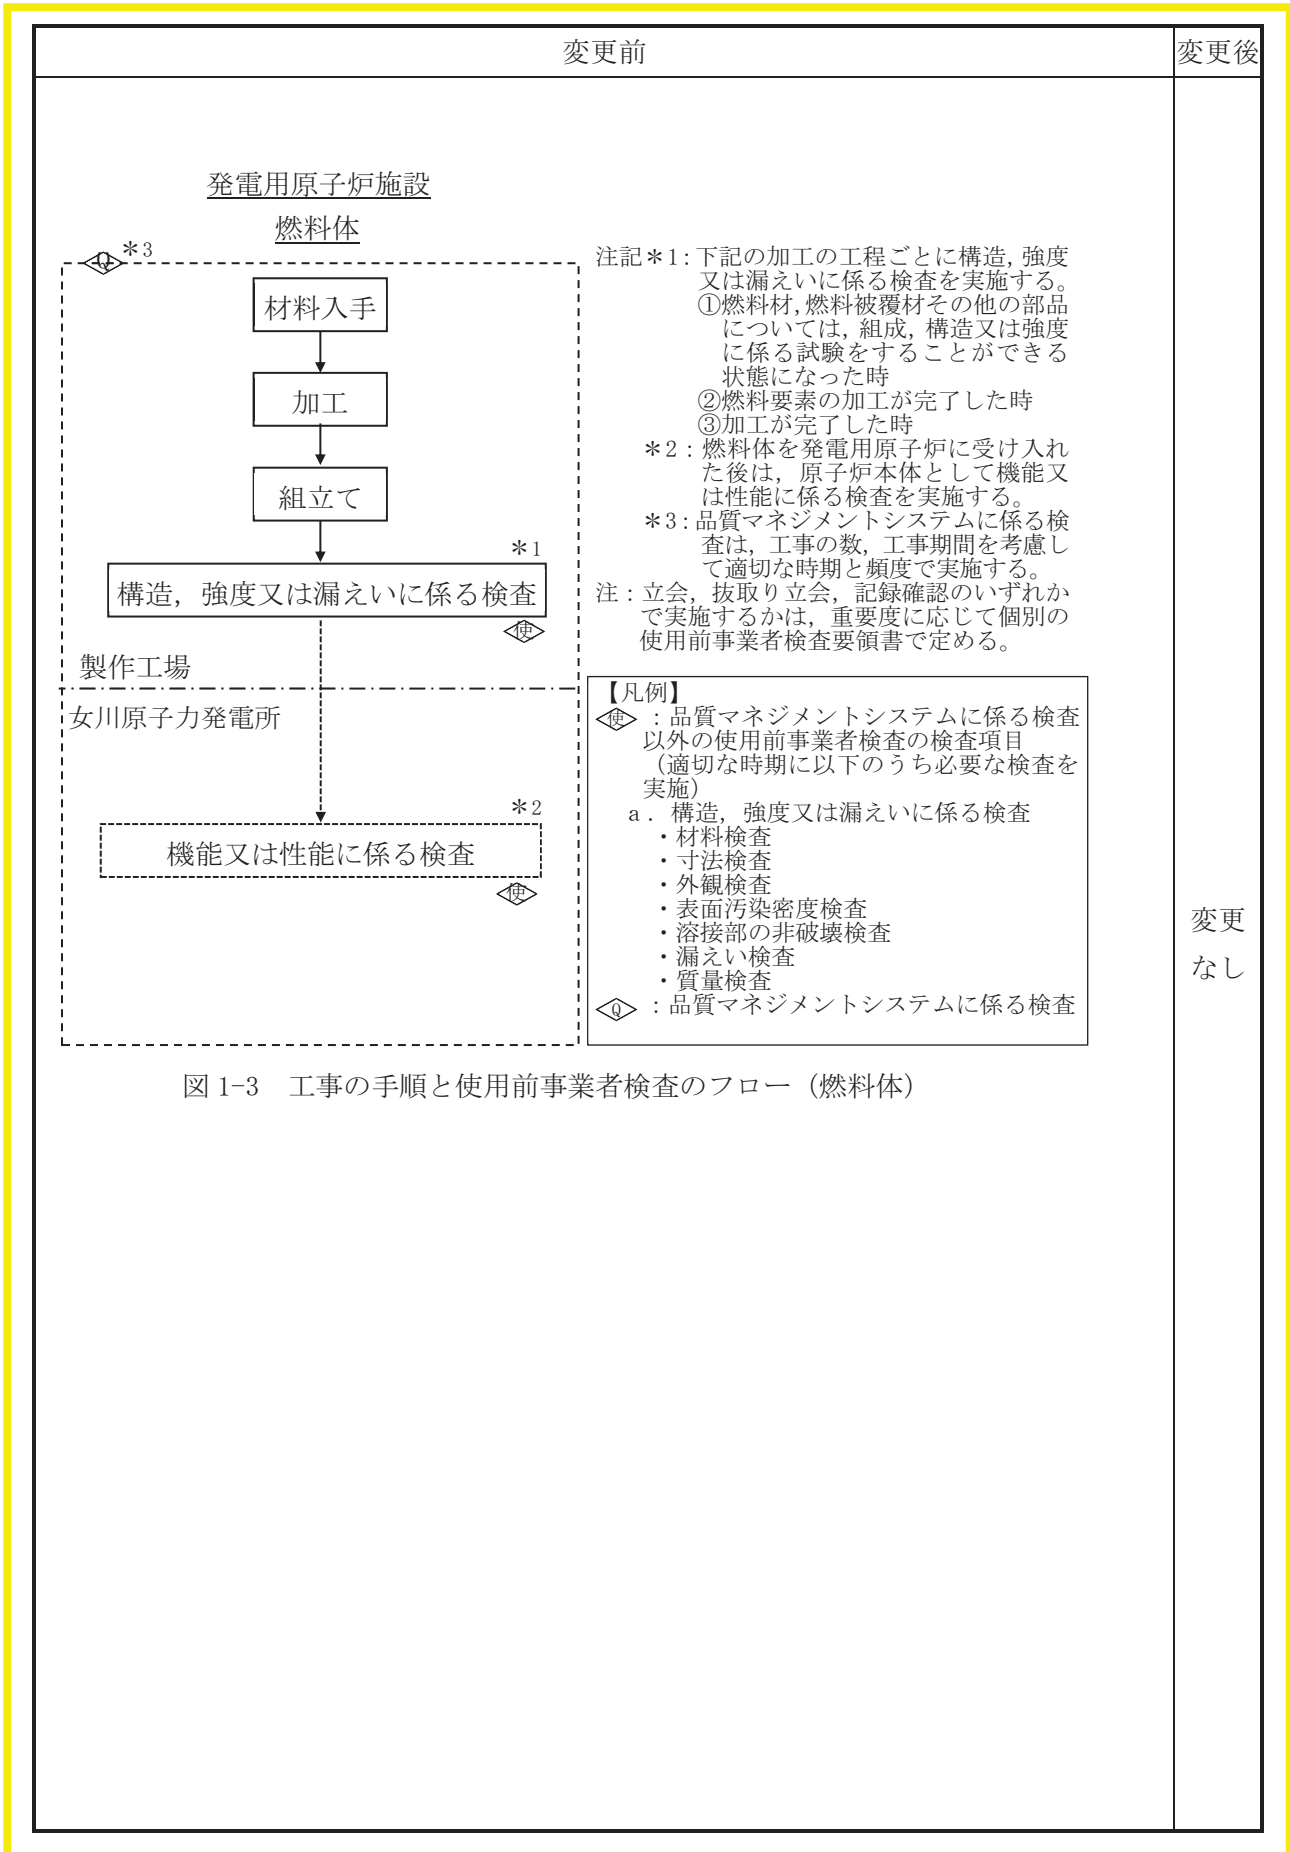 変更前
変更後
発電用原子炉施設
燃料体
Q
*3
材料入手
加工
組立て
*1
構造，強度又は漏えいに係る検査
使
製作工場
女川原子力発電所
*2
機能又は性能に係る検査
使
注記*1：下記の加工の工程ごとに構造，強度
又は漏えいに係る検査を実施する。
①燃料材，燃料被覆材その他の部品
については，組成，構造又は強度
に係る試験をすることができる
状態になった時
②燃料要素の加工が完了した時
③加工が完了した時
*2：燃料体を発電用原子炉に受け入れ
た後は，原子炉本体として機能又
は性能に係る検査を実施する。
*3：品質マネジメントシステムに係る検
査は，工事の数，工事期間を考慮し
て適切な時期と頻度で実施する。
注：立会，抜取り立会，記録確認のいずれか
で実施するかは，重要度に応じて個別の
使用前事業者検査要領書で定める。
【凡例】
使：品質マネジメントシステムに係る検査
以外の使用前事業者検査の検査項目
（適切な時期に以下のうち必要な検査を
実施）
a．構造，強度又は漏えいに係る検査
・材料検査
・寸法検査
・外観検査
・表面汚染密度検査
・溶接部の非破壊検査
・漏えい検査
・質量検査
Q：品質マネジメントシステムに係る検査
図 1-3　工事の手順と使用前事業者検査のフロー（燃料体）
変更
なし